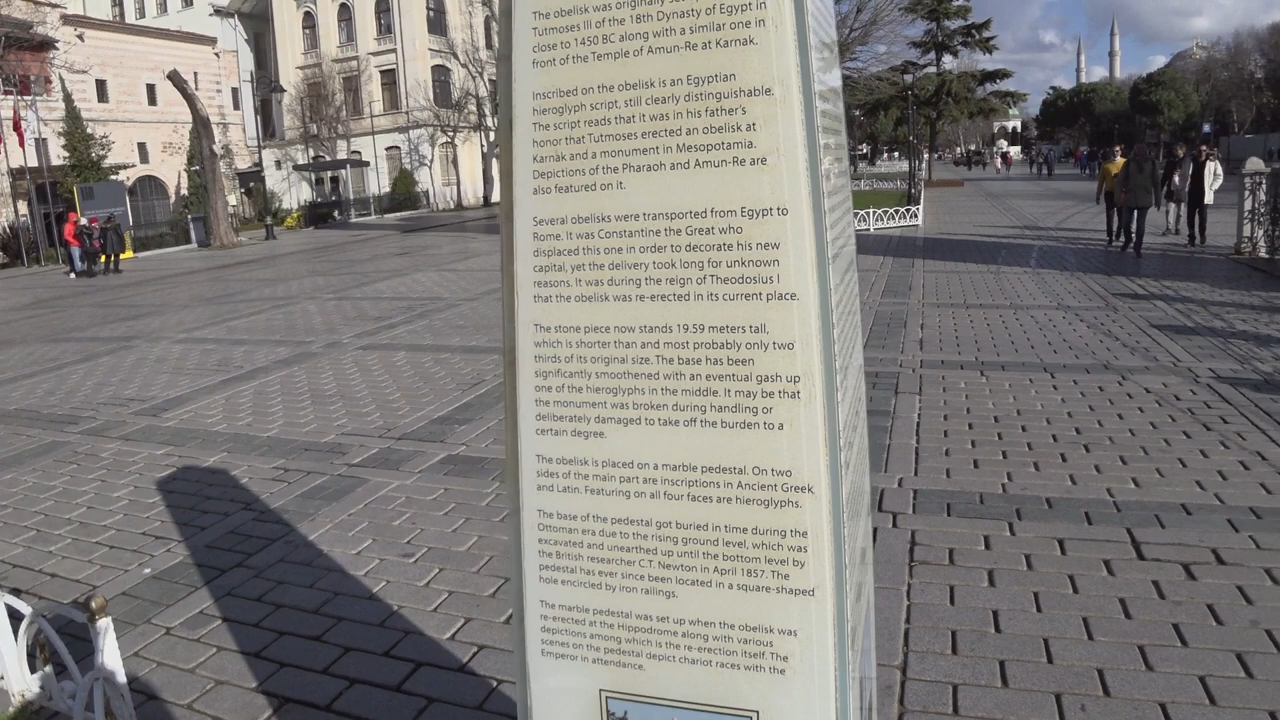 The obelisk was originally set up by
Tutmoses III of the 18th Dynasty of Egypt in
close to 1450 BC along with a similar one in
front of the Temple of Amun-Re at Karnak.
Inscribed on the obelisk is an Egyptian
hieroglyph script, still clearly distinguishable.
The script reads that it was in his father's
honor that Tutmoses erected an obelisk at
Karnak and a monument in Mesopotamia.
Depictions of the Pharaoh and Amun-Re are
also featured on it.
Several obelisks were transported from Egypt to
Rome. It was Constantine the Great who
displaced this one in order to decorate his new
capital, yet the delivery took long for unknown
reasons. It was during the reign of Theodosius I
that the obelisk was re-erected in its current place.
The stone piece now stands 19.59 meters tall,
which is shorter than and most probably only two
thirds of its original size. The base has been
significantly smoothened with an eventual gash up
one of the hieroglyphs in the middle. It may be that
the monument was broken during handling or
deliberately damaged to take off the burden to a
certain degree.
The obelisk is placed on a marble pedestal. On two
sides of the main part are inscriptions in Ancient Greek
and Latin. Featuring on all four faces are hieroglyphs.
The base of the pedestal got buried in time during the
Ottoman era due to the rising ground level, which was
excavated and unearthed up until the bottom level by
the British researcher C.T. Newton in April 1857. The
pedestal has ever since been located in a square-shaped
hole encircled by iron railings.
The marble pedestal was set up when the obelisk was
re-erected at the Hippodrome along with various
depictions among which is the re-erection itself. The
scenes on the pedestal depict chariot races with the
Emperor in attendance.